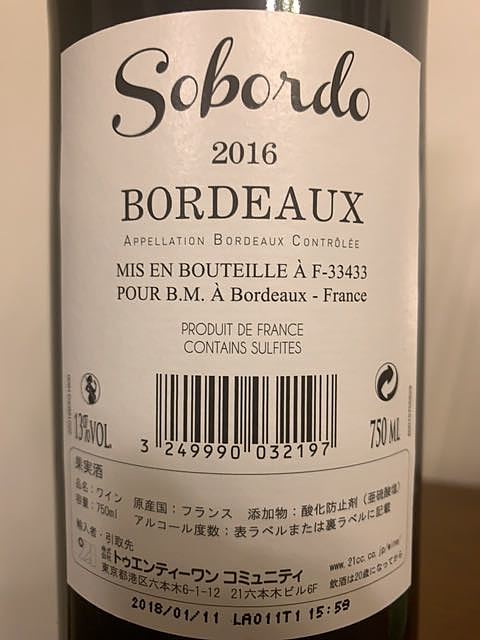 Sobordo
2016
BORDEAUX
APPELLATION BORDEAUX CONTRÔLÉE
MIS EN BOUTEILLE À F-33433
POUR B.M. À Bordeaux - France
PRODUIT DE FRANCE
CONTAINS SULFITES
13%VOL.
750 ML
3 249990 032197
果実酒
品名:ワイン 原産国:フランス 添加物:酸化防止剤(亜硫酸塩)
容量:750ml アルコール度数:表ラベルまたは裏ラベルに記載
輸入者・引取先
21 株式会社 トゥエンティーワン コミュニティ www.21cc.co.jp/wine/
東京都港区六本木6-1-12 21六本木ビル6F 飲酒は20歳になってから
2018/01/11 LA011T1 15:59